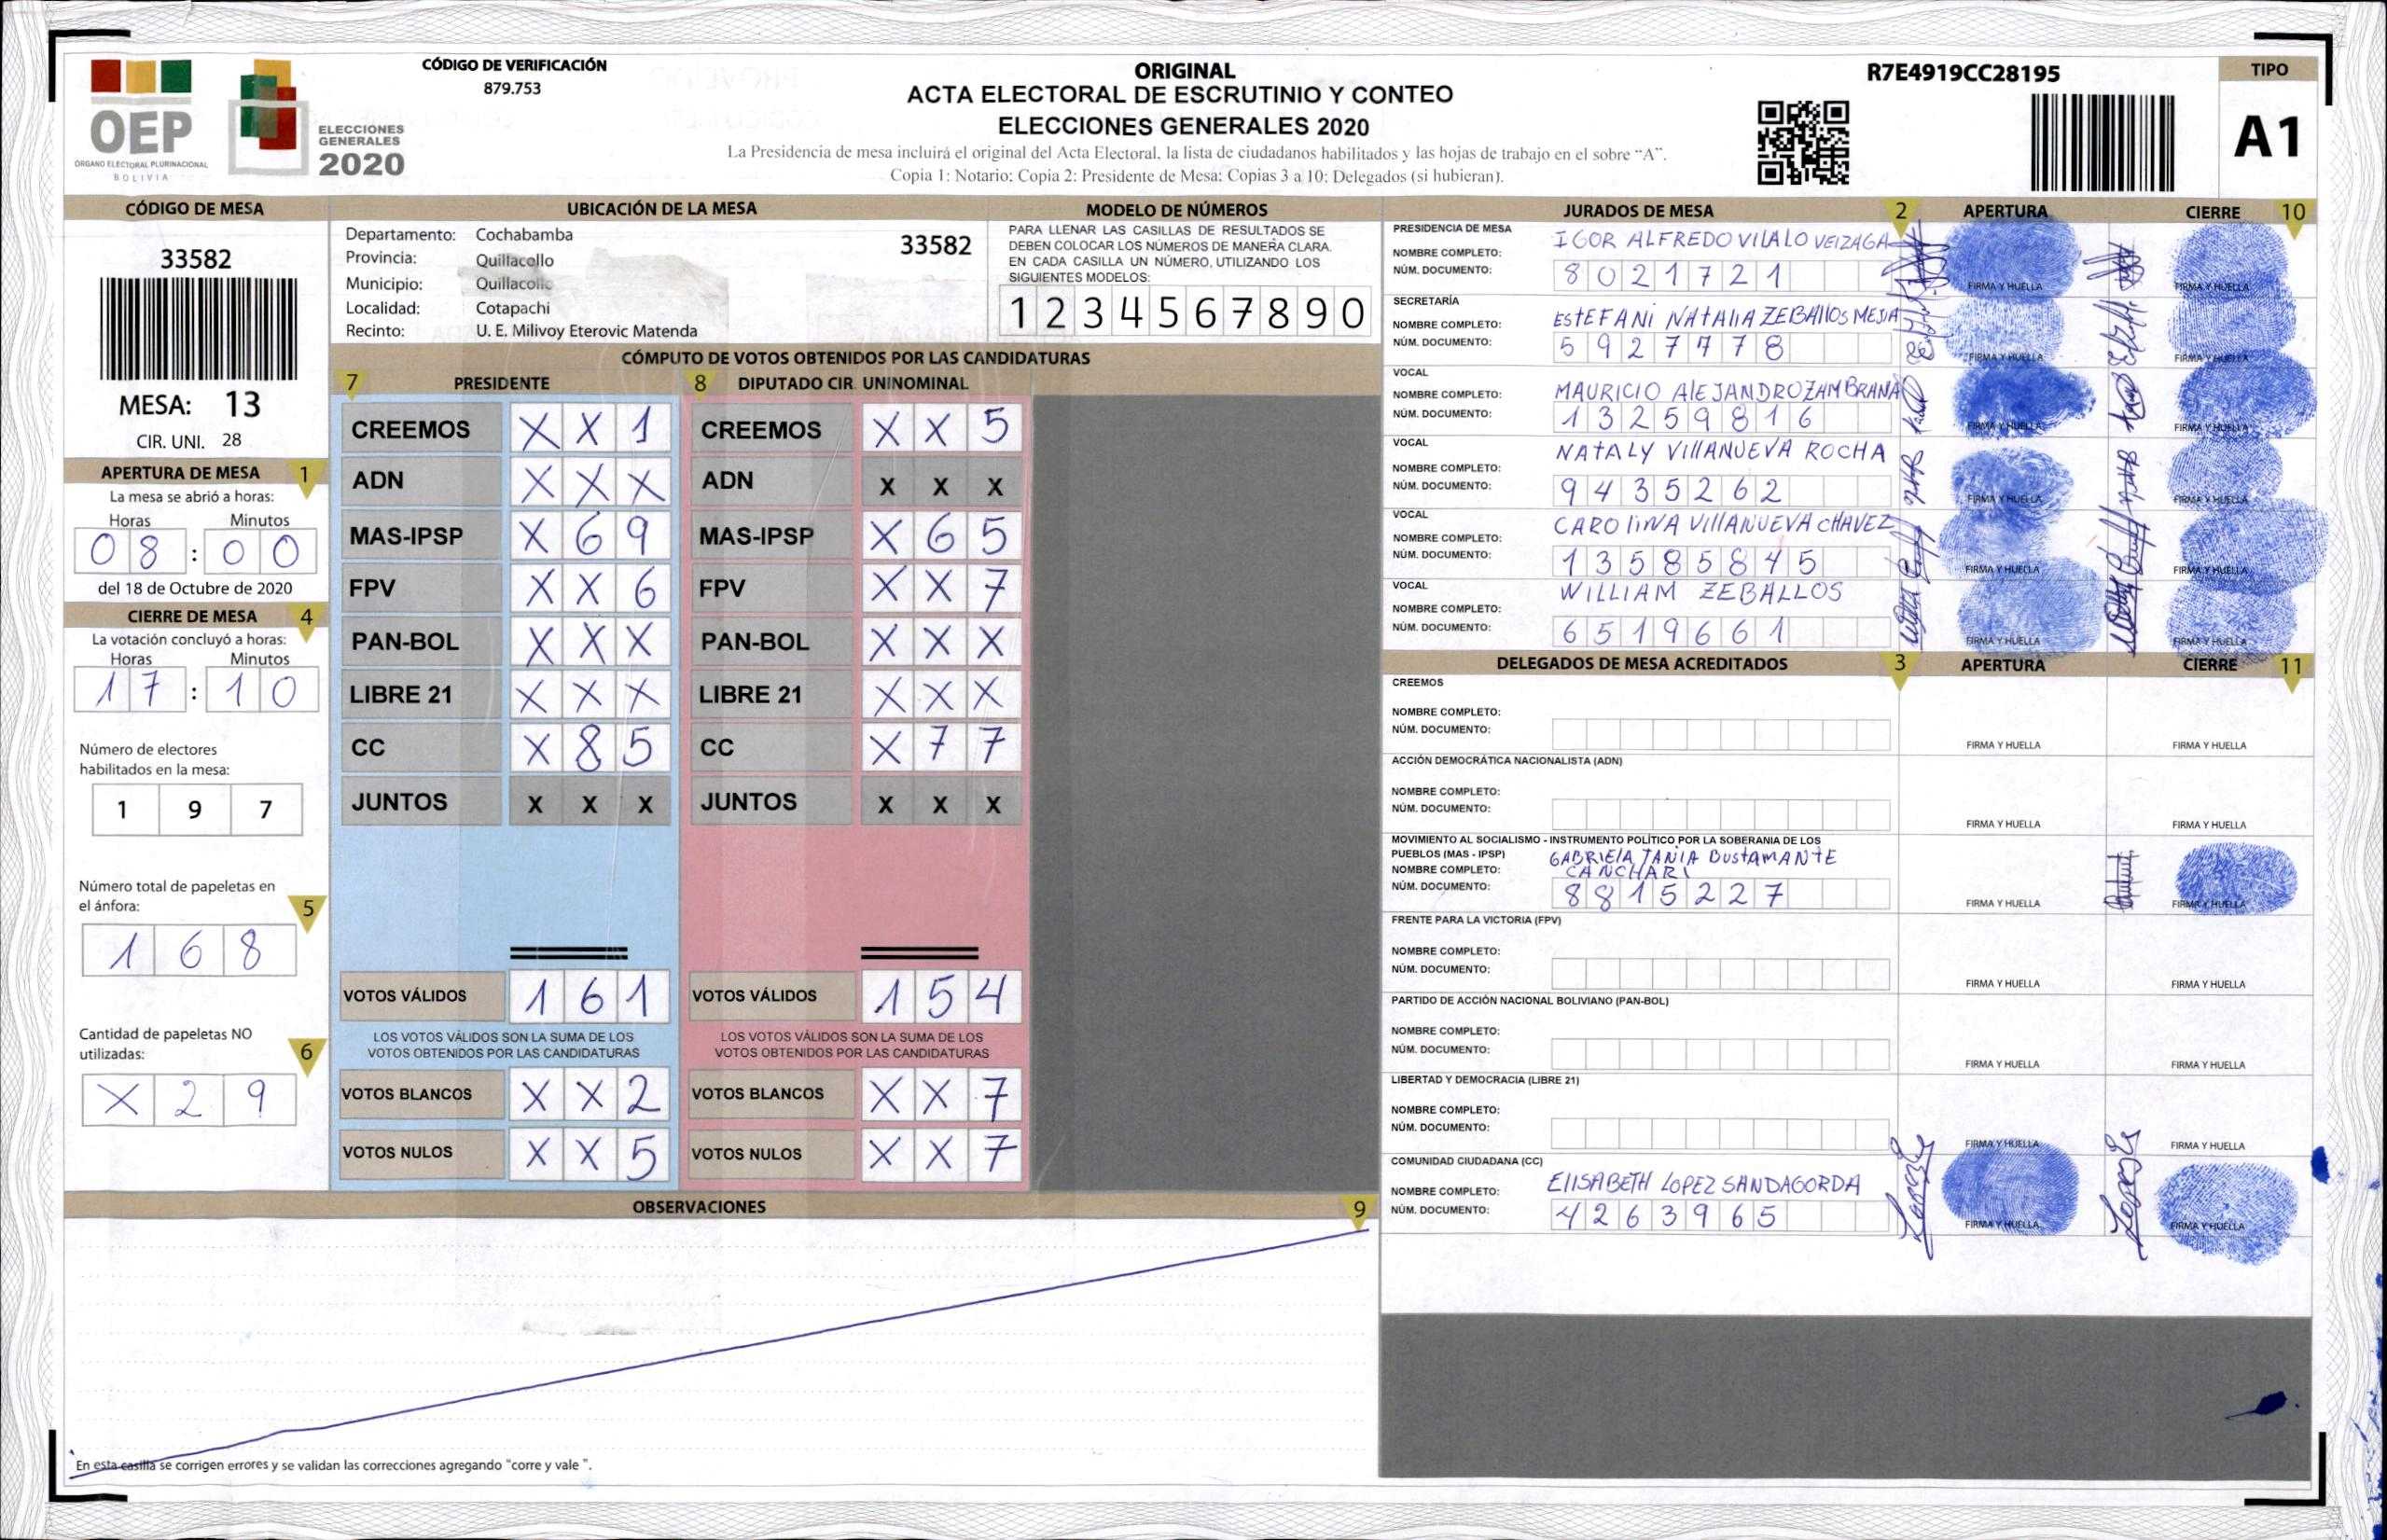 OEP
ÓRGANO ELECTORAL PLURINACIONAL
BOLIVIA
ELECCIONES
GENERALES
2020
CÓDIGO DE VERIFICACIÓN
879.753
ORIGINAL
ACTA ELECTORAL DE ESCRUTINIO Y CONTEO
ELECCIONES GENERALES 2020
La Presidencia de mesa incluirá el original del Acta Electoral, la lista de ciudadanos habilitados y las hojas de trabajo en el sobre “A”.
Copia 1: Notario; Copia 2: Presidente de Mesa; Copias 3 a 10: Delegados (si hubieran).
R7E4919CC28195
TIPO
A1
CÓDIGO DE MESA
33582
MESA: 13
CIR. UNI. 28
APERTURA DE MESA 1
La mesa se abrió a horas:
Horas Minutos
08 : 00
del 18 de Octubre de 2020
CIERRE DE MESA 4
La votación concluyó a horas:
Horas Minutos
17 : 10
Número de electores
habilitados en la mesa:
1 9 7
Número total de papeletas en
el ánfora: 5
1 6 8
Cantidad de papeletas NO
utilizadas: 6
X 2 9
UBICACIÓN DE LA MESA
Departamento: Cochabamba
33582
Provincia: Quillacollo
Municipio: Quillacollo
Localidad: Cotapachi
Recinto: U. E. Milivoy Eterovic Matenda
MODELO DE NÚMEROS
PARA LLENAR LAS CASILLAS DE RESULTADOS SE
DEBEN COLOCAR LOS NÚMEROS DE MANERA CLARA.
EN CADA CASILLA UN NÚMERO, UTILIZANDO LOS
SIGUIENTES MODELOS:
1 2 3 4 5 6 7 8 9 0
CÓMPUTO DE VOTOS OBTENIDOS POR LAS CANDIDATURAS
7 PRESIDENTE 8 DIPUTADO CIR. UNINOMINAL
CREEMOS X X 1 CREEMOS X X 5
ADN X X X ADN X X X
MAS-IPSP X 6 9 MAS-IPSP X 6 5
FPV X X 6 FPV X X 7
PAN-BOL X X X PAN-BOL X X X
LIBRE 21 X X X LIBRE 21 X X X
CC X 8 5 CC X 7 7
JUNTOS X X X JUNTOS X X X
VOTOS VÁLIDOS 1 6 1 VOTOS VÁLIDOS 1 5 4
LOS VOTOS VÁLIDOS SON LA SUMA DE LOS LOS VOTOS VÁLIDOS SON LA SUMA DE LOS
VOTOS OBTENIDOS POR LAS CANDIDATURAS VOTOS OBTENIDOS POR LAS CANDIDATURAS
VOTOS BLANCOS X X 2 VOTOS BLANCOS X X 7
VOTOS NULOS X X 5 VOTOS NULOS X X 7
OBSERVACIONES 9
En esta casilla se corrigen errores y se validan las correcciones agregando “corre y vale ”.
JURADOS DE MESA 2 APERTURA CIERRE 10
PRESIDENCIA DE MESA
NOMBRE COMPLETO: IGOR ALFREDO VILALO VEIZAGA
NÚM. DOCUMENTO: 8021721
FIRMA Y HUELLA FIRMA Y HUELLA
SECRETARÍA
NOMBRE COMPLETO: ESTEFANI NATALIA ZEBALLOS MEJIA
NÚM. DOCUMENTO: 5927778
FIRMA Y HUELLA FIRMA Y HUELLA
VOCAL
NOMBRE COMPLETO: MAURICIO ALEJANDRO ZAMBRANA
NÚM. DOCUMENTO: 13259816
FIRMA Y HUELLA FIRMA Y HUELLA
VOCAL
NOMBRE COMPLETO: NATALY VILLANUEVA ROCHA
NÚM. DOCUMENTO: 9435262
FIRMA Y HUELLA FIRMA Y HUELLA
VOCAL
NOMBRE COMPLETO: CAROLINA VILLANUEVA CHAVEZ
NÚM. DOCUMENTO: 13585845
FIRMA Y HUELLA FIRMA Y HUELLA
VOCAL
NOMBRE COMPLETO: WILLIAM ZEBALLOS
NÚM. DOCUMENTO: 6519661
FIRMA Y HUELLA FIRMA Y HUELLA
DELEGADOS DE MESA ACREDITADOS 3 APERTURA CIERRE 11
CREEMOS
NOMBRE COMPLETO:
NÚM. DOCUMENTO:
FIRMA Y HUELLA FIRMA Y HUELLA
ACCIÓN DEMOCRÁTICA NACIONALISTA (ADN)
NOMBRE COMPLETO:
NÚM. DOCUMENTO:
FIRMA Y HUELLA FIRMA Y HUELLA
MOVIMIENTO AL SOCIALISMO - INSTRUMENTO POLÍTICO POR LA SOBERANIA DE LOS
PUEBLOS (MAS - IPSP) GABRIELA TANIA BUSTAMANTE
NOMBRE COMPLETO: CANCHARI
NÚM. DOCUMENTO: 8815227
FIRMA Y HUELLA FIRMA Y HUELLA
FRENTE PARA LA VICTORIA (FPV)
NOMBRE COMPLETO:
NÚM. DOCUMENTO:
FIRMA Y HUELLA FIRMA Y HUELLA
PARTIDO DE ACCIÓN NACIONAL BOLIVIANO (PAN-BOL)
NOMBRE COMPLETO:
NÚM. DOCUMENTO:
FIRMA Y HUELLA FIRMA Y HUELLA
LIBERTAD Y DEMOCRACIA (LIBRE 21)
NOMBRE COMPLETO:
NÚM. DOCUMENTO:
FIRMA Y HUELLA FIRMA Y HUELLA
COMUNIDAD CIUDADANA (CC)
NOMBRE COMPLETO: ELISABETH LOPEZ SANDAGORDA
NÚM. DOCUMENTO: 4263965
FIRMA Y HUELLA FIRMA Y HUELLA